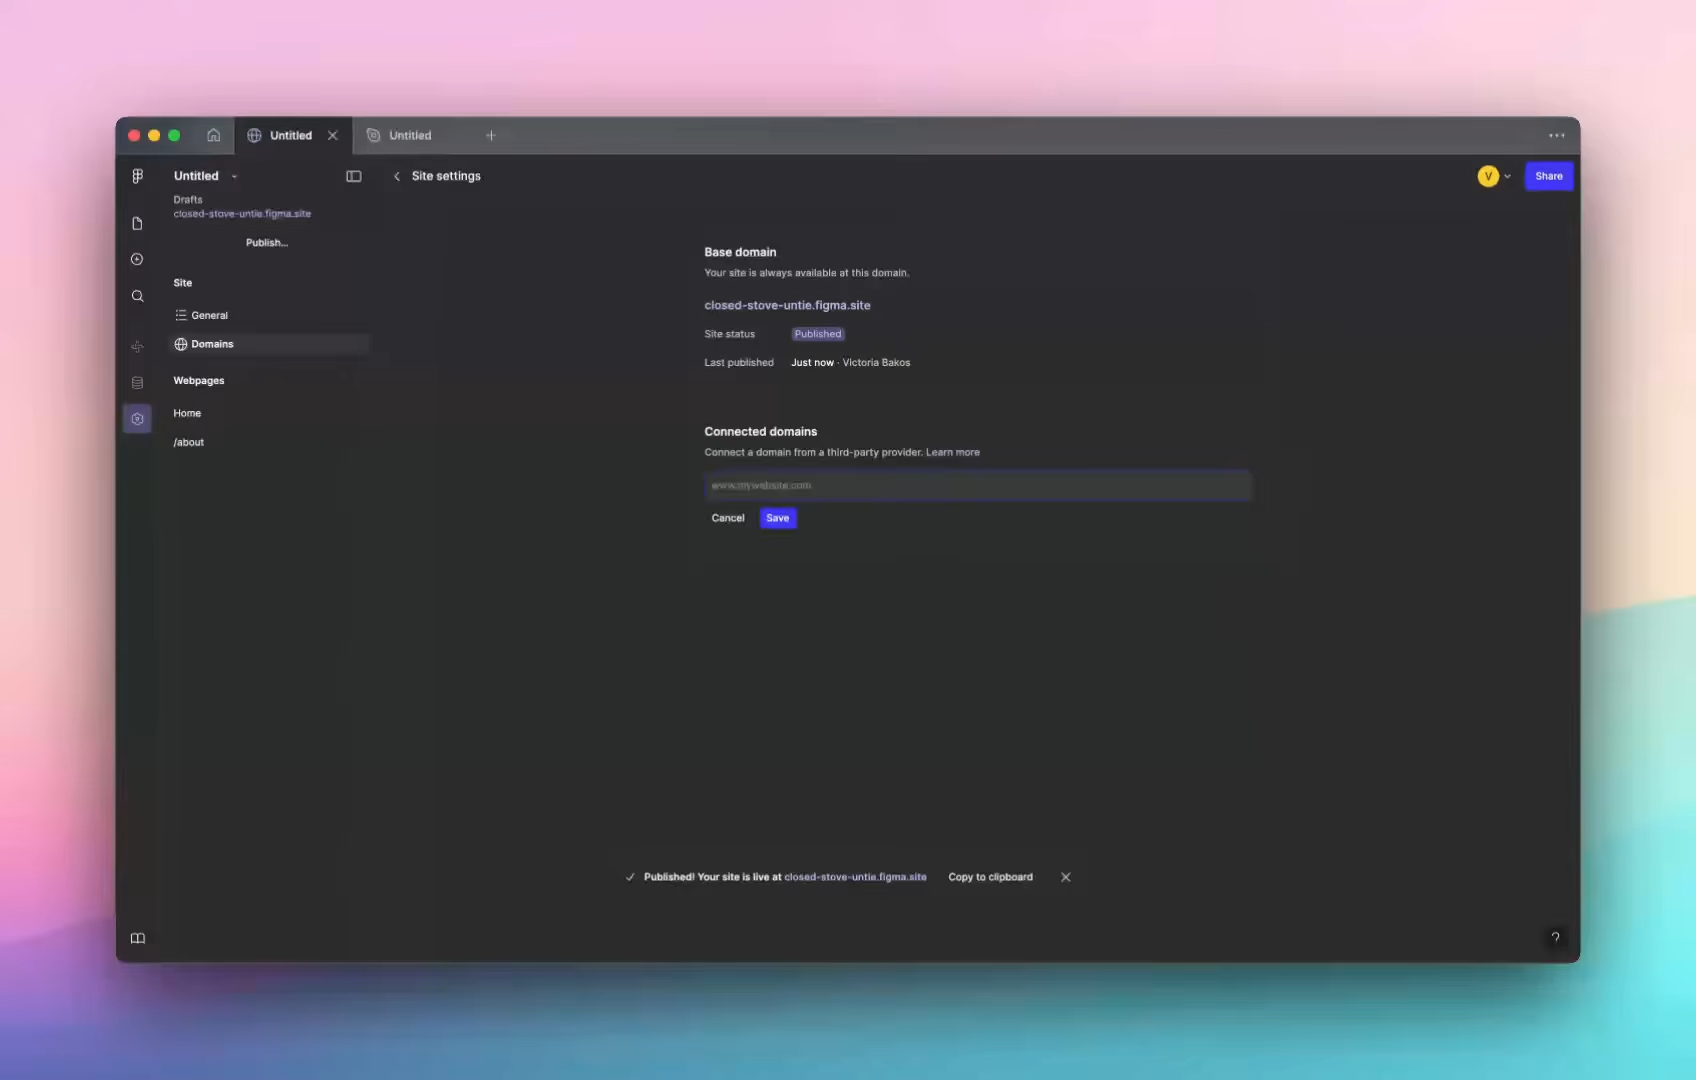 Untitled
Untitled
Untitled
Site settings
V
Share
Drafts
closed-stove-untie.figma.site
Publish...
Site
General
Domains
Webpages
Home
/about
Base domain
Your site is always available at this domain.
closed-stove-untie.figma.site
Site status Published
Last published Just now · Victoria Bakos
Connected domains
Connect a domain from a third-party provider. Learn more
www.mywebsite.com
Cancel Save
Published! Your site is live at closed-stove-untie.figma.site Copy to clipboard
?